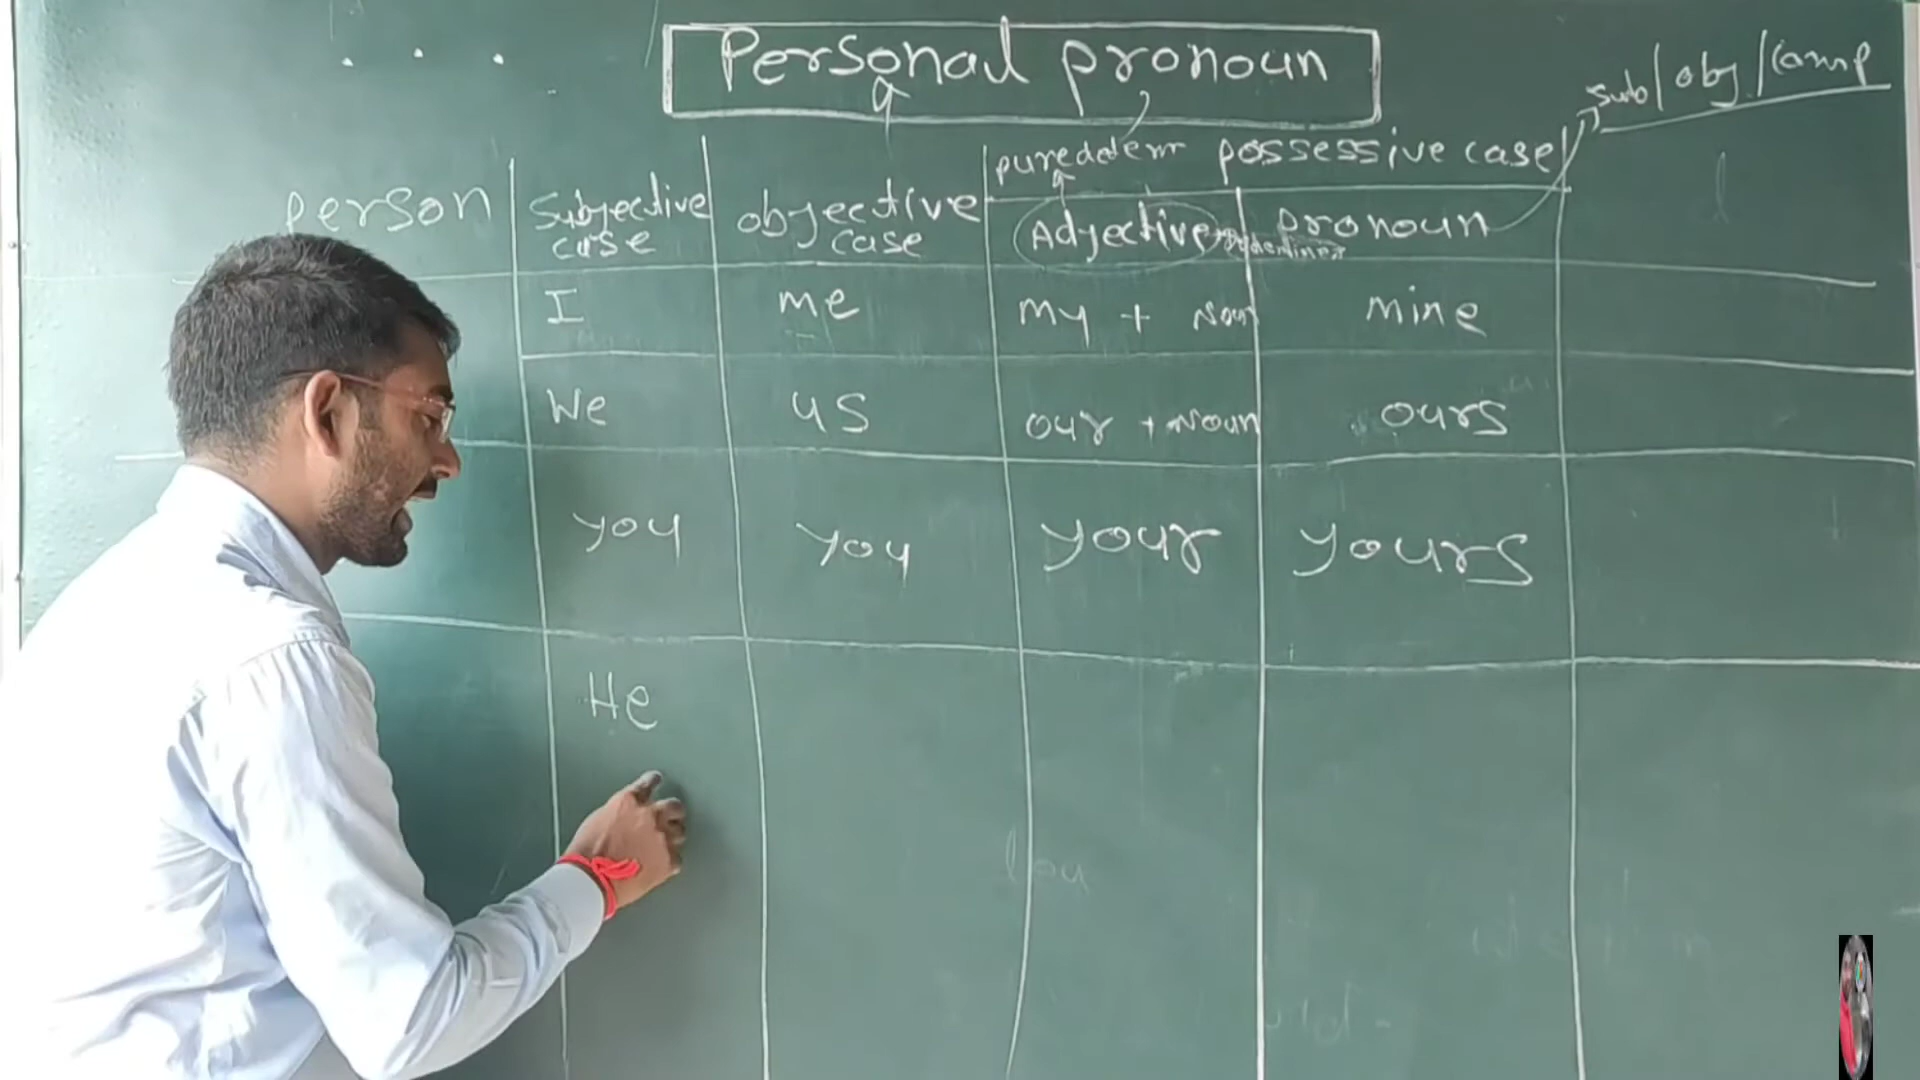 Personal pronoun
sub/obj/comp
person
Subjective case
objective case
possessive case
Adjective
pronoun
I me my + Noun mine
We us our + Noun ours
you you your yours
He